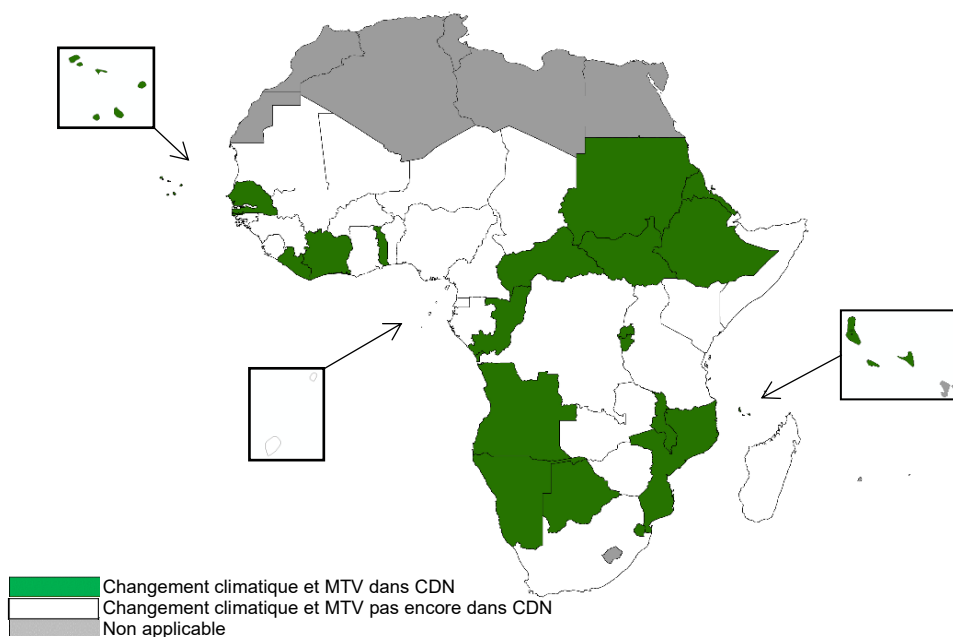 Changement climatique et MTV dans CDN
Changement climatique et MTV pas encore dans CDN
Non applicable